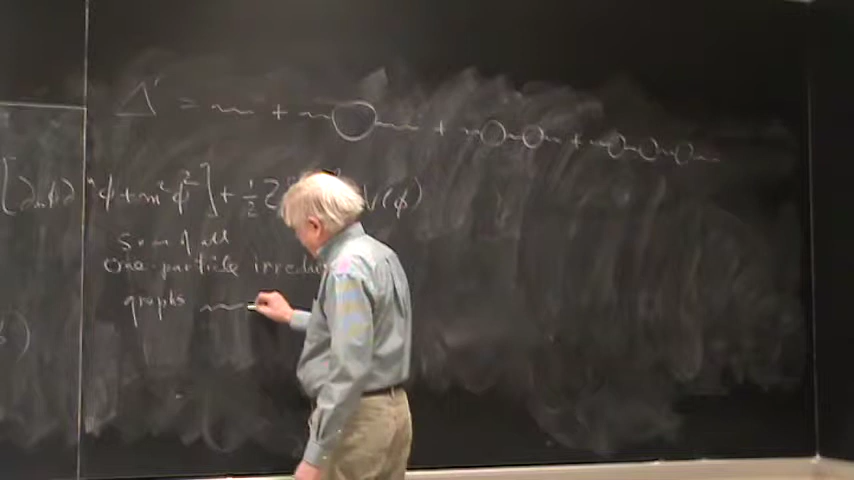 Δ' = + + +
[∂μϕ∂^μϕ + m²ϕ²] + 1/2 Z V(ϕ)
Sum of all
one-particle irreduc
graphs
)